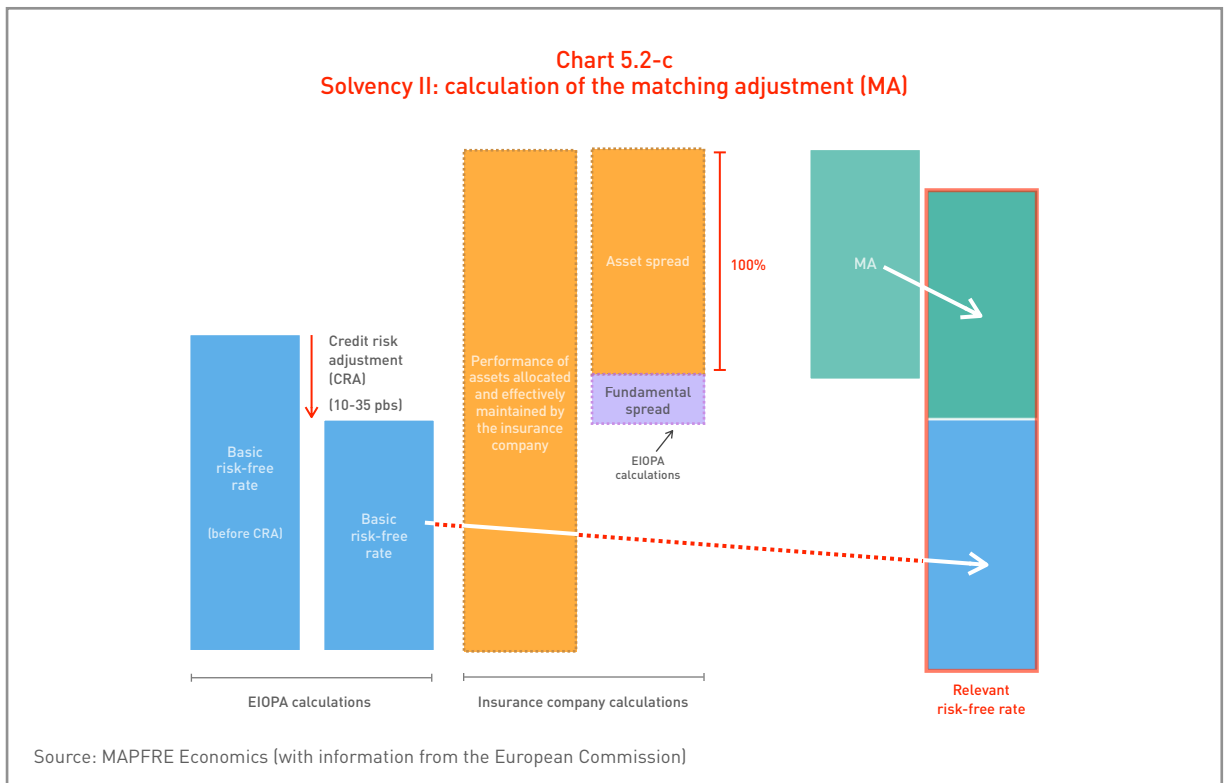 Chart 5.2-c
Solvency II: calculation of the matching adjustment (MA)
Basic
risk-free
rate
(before CRA)
Credit risk
adjustment
(CRA)
(10-35 pbs)
Basic
risk-free
rate
EIOPA calculations
Performance of
assets allocated
and effectively
maintained by
the insurance
company
Asset spread
100%
Fundamental
spread
EIOPA
calculations
Insurance company calculations
MA
Relevant
risk-free rate
Source: MAPFRE Economics (with information from the European Commission)